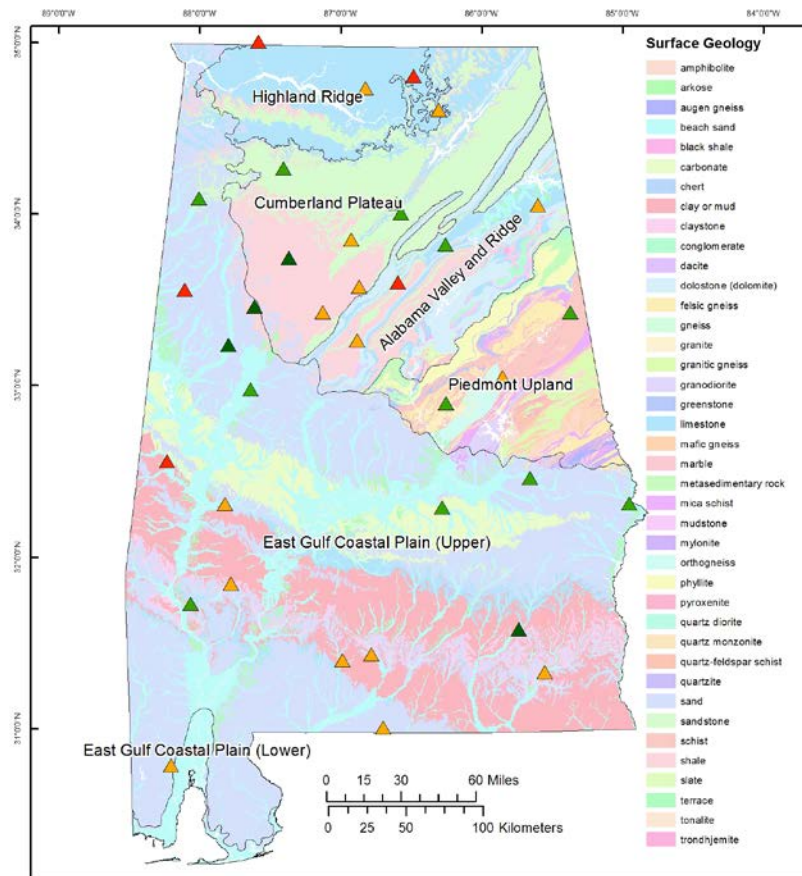 89°0'0"W 88°0'0"W 87°0'0"W 86°0'0"W 85°0'0"W 84°0'0"W
35°0'0"N
34°0'0"N
33°0'0"N
32°0'0"N
31°0'0"N
Highland Ridge
Cumberland Plateau
Alabama Valley and Ridge
Piedmont Upland
East Gulf Coastal Plain (Upper)
East Gulf Coastal Plain (Lower)
0 15 30 60 Miles
0 25 50 100 Kilometers
Surface Geology
amphibolite
arkose
augen gneiss
beach sand
black shale
carbonate
chert
clay or mud
claystone
conglomerate
dacite
dolostone (dolomite)
felsic gneiss
gneiss
granite
granitic gneiss
granodiorite
greenstone
limestone
mafic gneiss
marble
metasedimentary rock
mica schist
mudstone
mylonite
orthogneiss
phyllite
pyroxenite
quartz diorite
quartz monzonite
quartz-feldspar schist
quartzite
sand
sandstone
schist
shale
slate
terrace
tonalite
trondhjemite